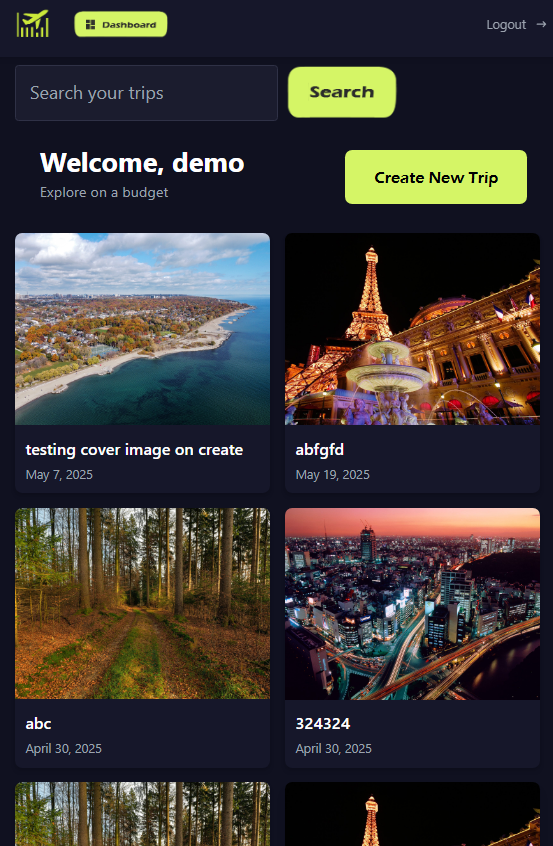 Dashboard
Logout →
Search your trips
Search
Welcome, demo
Explore on a budget
Create New Trip
testing cover image on create
May 7, 2025
abfgfd
May 19, 2025
abc
April 30, 2025
324324
April 30, 2025